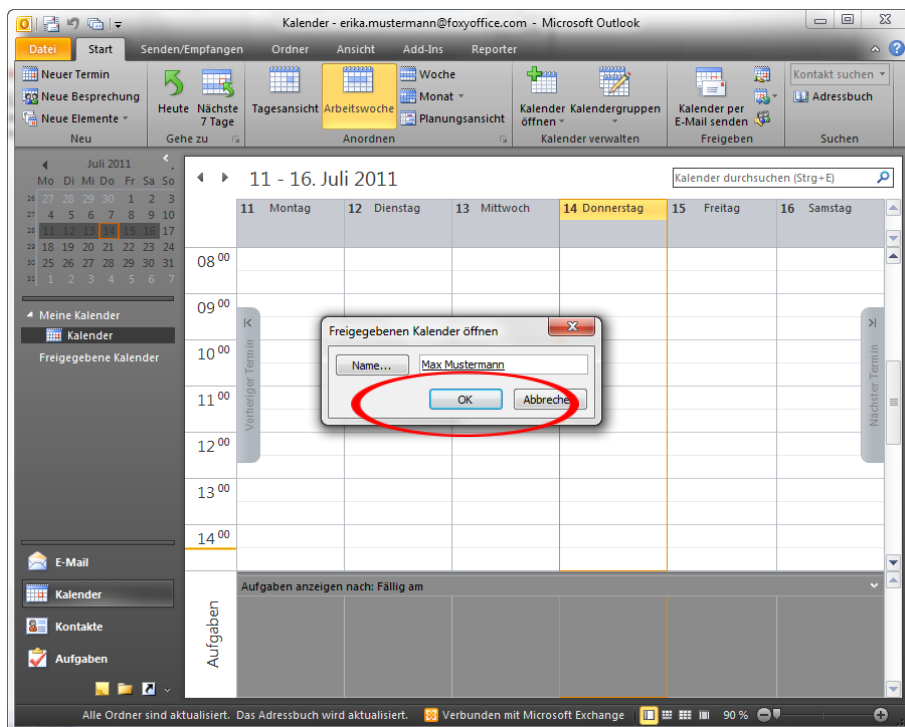 Kalender - erika.mustermann@foxyoffice.com - Microsoft Outlook
Datei Start Senden/Empfangen Ordner Ansicht Add-Ins Reporter
Neuer Termin
Neue Besprechung
Neue Elemente
Neu
Heute Nächste 7 Tage
Gehe zu
Tagesansicht Arbeitswoche
Woche
Monat
Planungsansicht
Anordnen
Kalender öffnen Kalendergruppen
Kalender verwalten
Kalender per E-Mail senden
Freigeben
Kontakt suchen
Adressbuch
Suchen
Juli 2011
Mo Di Mi Do Fr Sa So
26 27 28 29 30 1 2 3
27 4 5 6 7 8 9 10
28 11 12 13 14 15 16 17
29 18 19 20 21 22 23 24
30 25 26 27 28 29 30 31
31 1 2 3 4 5 6 7
Meine Kalender
Kalender
Freigegebene Kalender
E-Mail
Kalender
Kontakte
Aufgaben
11 - 16. Juli 2011
Kalender durchsuchen (Strg+E)
11 Montag 12 Dienstag 13 Mittwoch 14 Donnerstag 15 Freitag 16 Samstag
08 00
09 00
10 00
11 00
12 00
13 00
14 00
Vorheriger Termin
Nächster Termin
Freigegebenen Kalender öffnen
Name... Max Mustermann
OK Abbrechen
Aufgaben anzeigen nach: Fällig am
Aufgaben
Alle Ordner sind aktualisiert. Das Adressbuch wird aktualisiert. Verbunden mit Microsoft Exchange 90 %